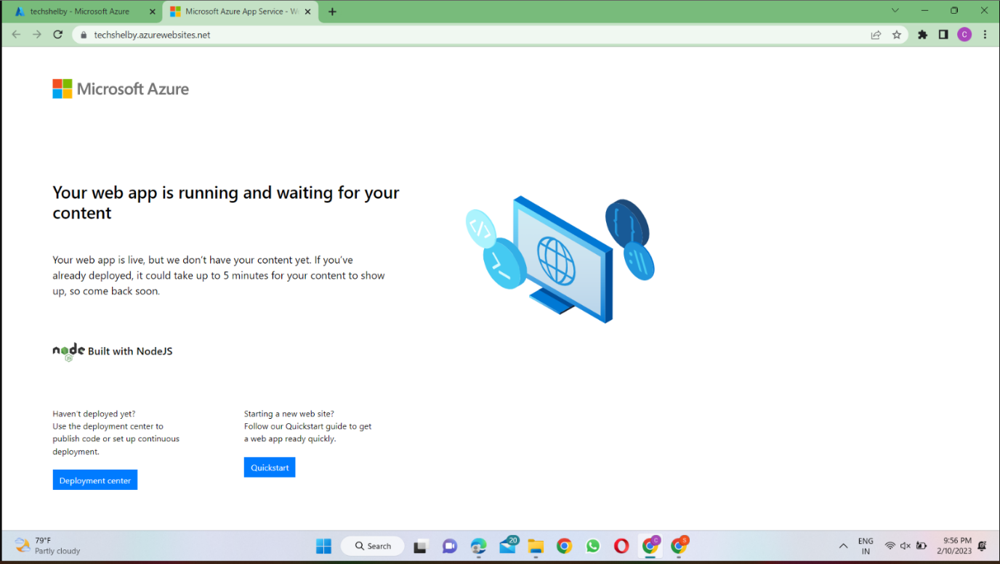 techshelby - Microsoft Azure
Microsoft Azure App Service - W
techshelby.azurewebsites.net
C
Microsoft Azure
Your web app is running and waiting for your
content
Your web app is live, but we don't have your content yet. If you've
already deployed, it could take up to 5 minutes for your content to show
up, so come back soon.
node
JS
Built with NodeJS
Haven't deployed yet?
Use the deployment center to
publish code or set up continuous
deployment.
Deployment center
Starting a new web site?
Follow our Quickstart guide to get
a web app ready quickly.
Quickstart
79°F
Partly cloudy
Search
20
C
S
ENG
IN
9:56 PM
2/10/2023